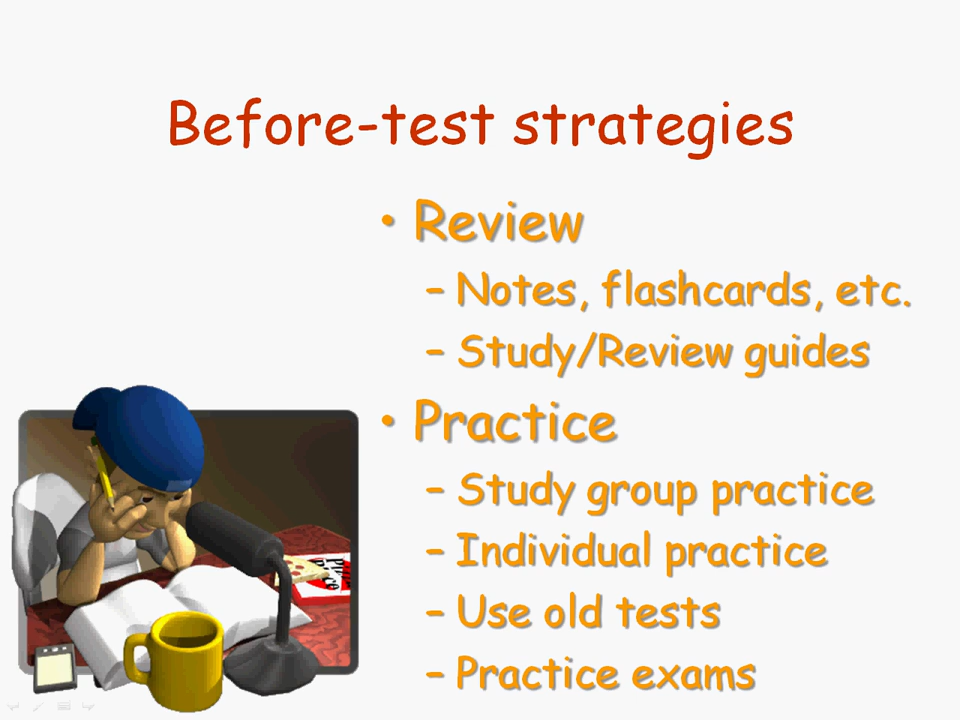 Before-test strategies
• Review
– Notes, flashcards, etc.
– Study/Review guides
• Practice
– Study group practice
– Individual practice
– Use old tests
– Practice exams